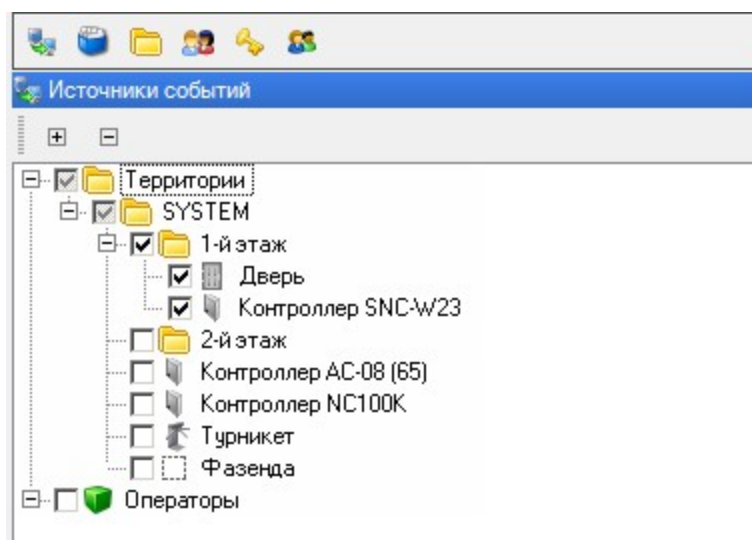 Источники событий
Территории
SYSTEM
1-й этаж
Дверь
Контроллер SNC-W23
2-й этаж
Контроллер AC-08 (65)
Контроллер NC100K
Турникет
Фазенда
Операторы